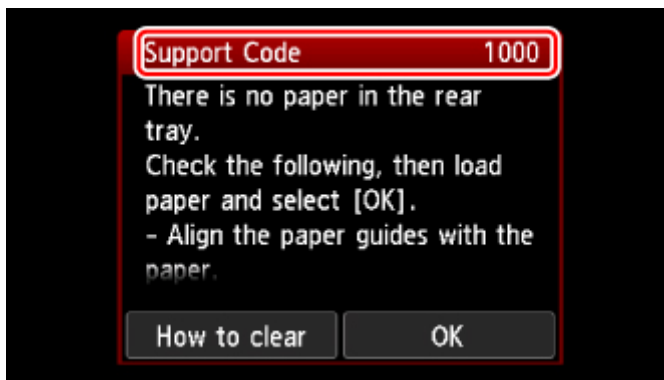 Support Code 1000
There is no paper in the rear
tray.
Check the following, then load
paper and select [OK].
- Align the paper guides with the
paper.
How to clear OK